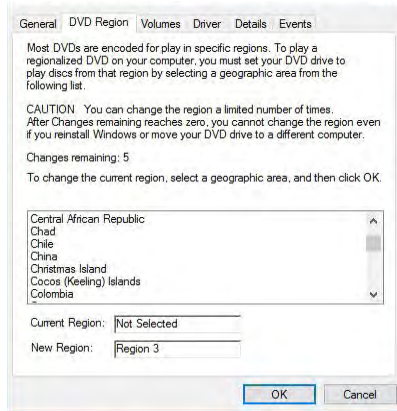 General DVD Region Volumes Driver Details Events
Most DVDs are encoded for play in specific regions. To play a
regionalized DVD on your computer, you must set your DVD drive to
play discs from that region by selecting a geographic area from the
following list.
CAUTION You can change the region a limited number of times.
After Changes remaining reaches zero, you cannot change the region even
if you reinstall Windows or move your DVD drive to a different computer.
Changes remaining: 5
To change the current region, select a geographic area, and then click OK.
Central African Republic
Chad
Chile
China
Christmas Island
Cocos (Keeling) Islands
Colombia
Current Region: Not Selected
New Region: Region 3
OK Cancel